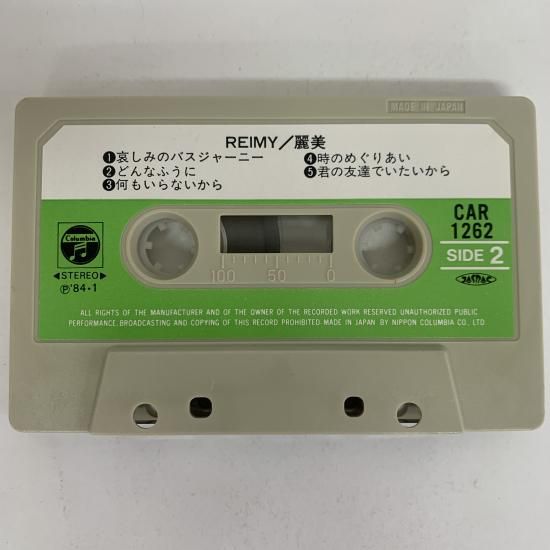 MADE IN JAPAN
REIMY／麗美
❶哀しみのバスジャーニー
❷どんなふうに
❸何もいらないから
❹時のめぐりあい
❺君の友達でいたいから
Columbia
◀STEREO▶
Ⓟ'84・1
100 50 0
CAR
1262
SIDE 2
JASRAC
ALL RIGHTS OF THE MANUFACTURER AND OF THE OWNER OF THE RECORDED WORK RESERVED UNAUTHORIZED PUBLIC
PERFORMANCE.BROADCASTING AND COPYING OF THIS RECORD PROHIBITED MADE IN JAPAN BY NIPPON COLUMBIA CO., LTD